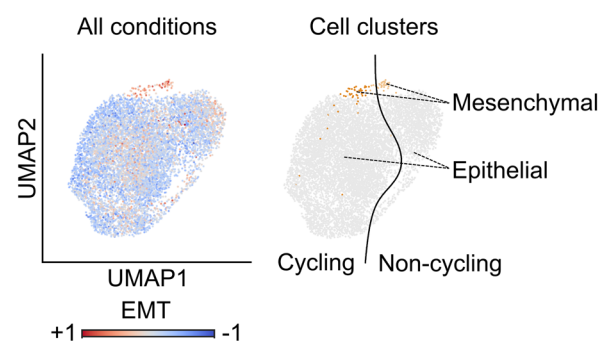 All conditions
Cell clusters
Mesenchymal
Epithelial
UMAP2
Cycling
Non-cycling
UMAP1
EMT
+1
-1